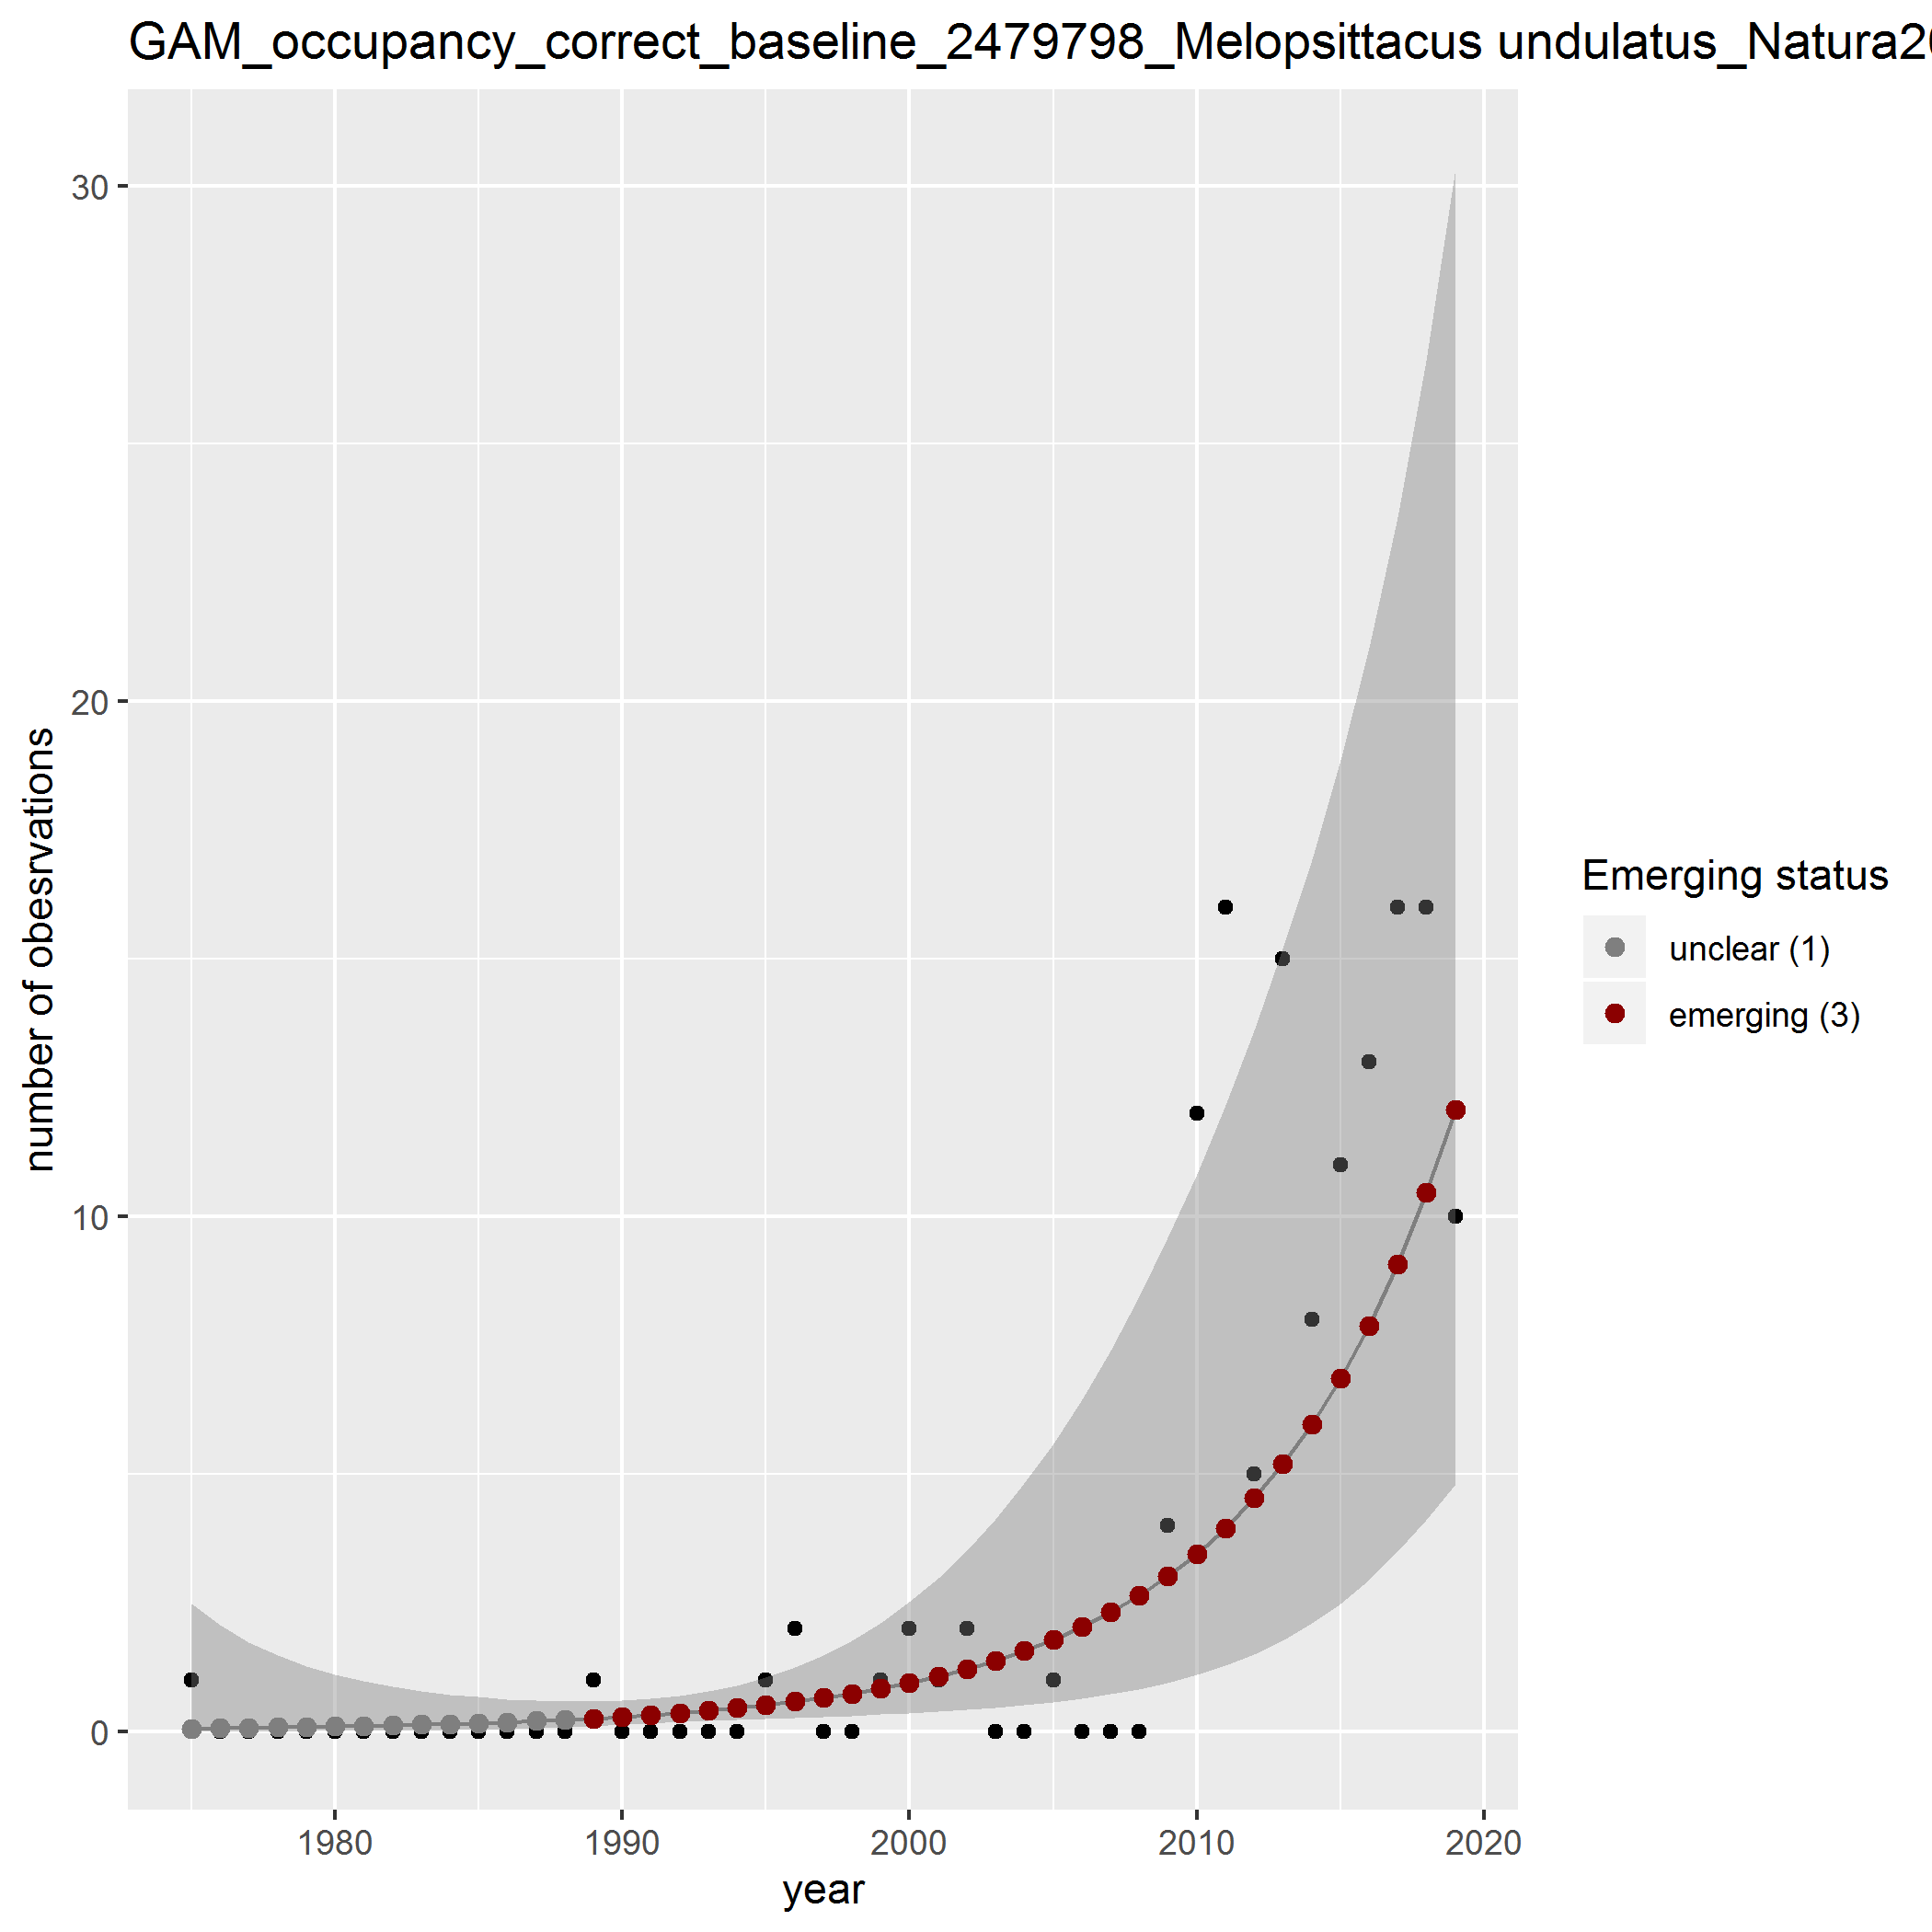 GAM_occupancy_correct_baseline_2479798_Melopsittacus undulatus_Natura20
30
20
10
0
number of obesrvations
1980
1990
2000
2010
2020
year
Emerging status
unclear (1)
emerging (3)